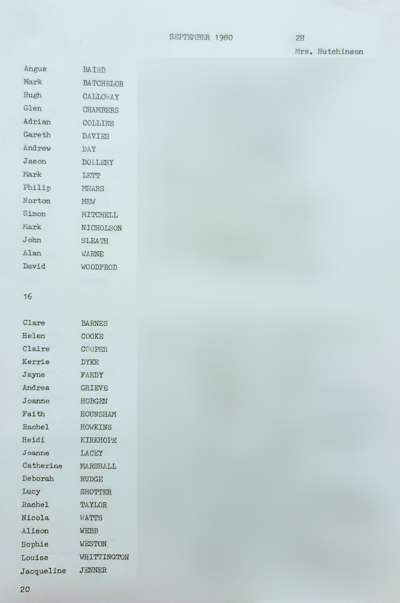 SEPTEMBER 1980 2H
Mrs. Hutchinson
Angus BAIRD
Mark BATCHELOR
Hugh CALLOWAY
Glen CHAMBERS
Adrian COLLIES
Gareth DAVIES
Andrew DAY
Jason DOLLERY
Mark LETT
Philip MEARS
Norton MEW
Simon MITCHELL
Mark NICHOLSON
John SLEATH
Alan WARNE
David WOODFROD
16
Clare BARNES
Helen COOKE
Claire COOPER
Kerrie DYKE
Jayne FARDY
Andrea GRIEVE
Joanne HOBGEN
Faith HOUNSHAM
Rachel HOWKINS
Heidi KIRKHOPE
Joanne LACEY
Catherine MARSHALL
Deborah RUDGE
Lucy SHOTTER
Rachel TAYLOR
Nicola WATTS
Alison WEBB
Sophie WESTON
Louise WHITTINGTON
Jacqueline JENNER
20